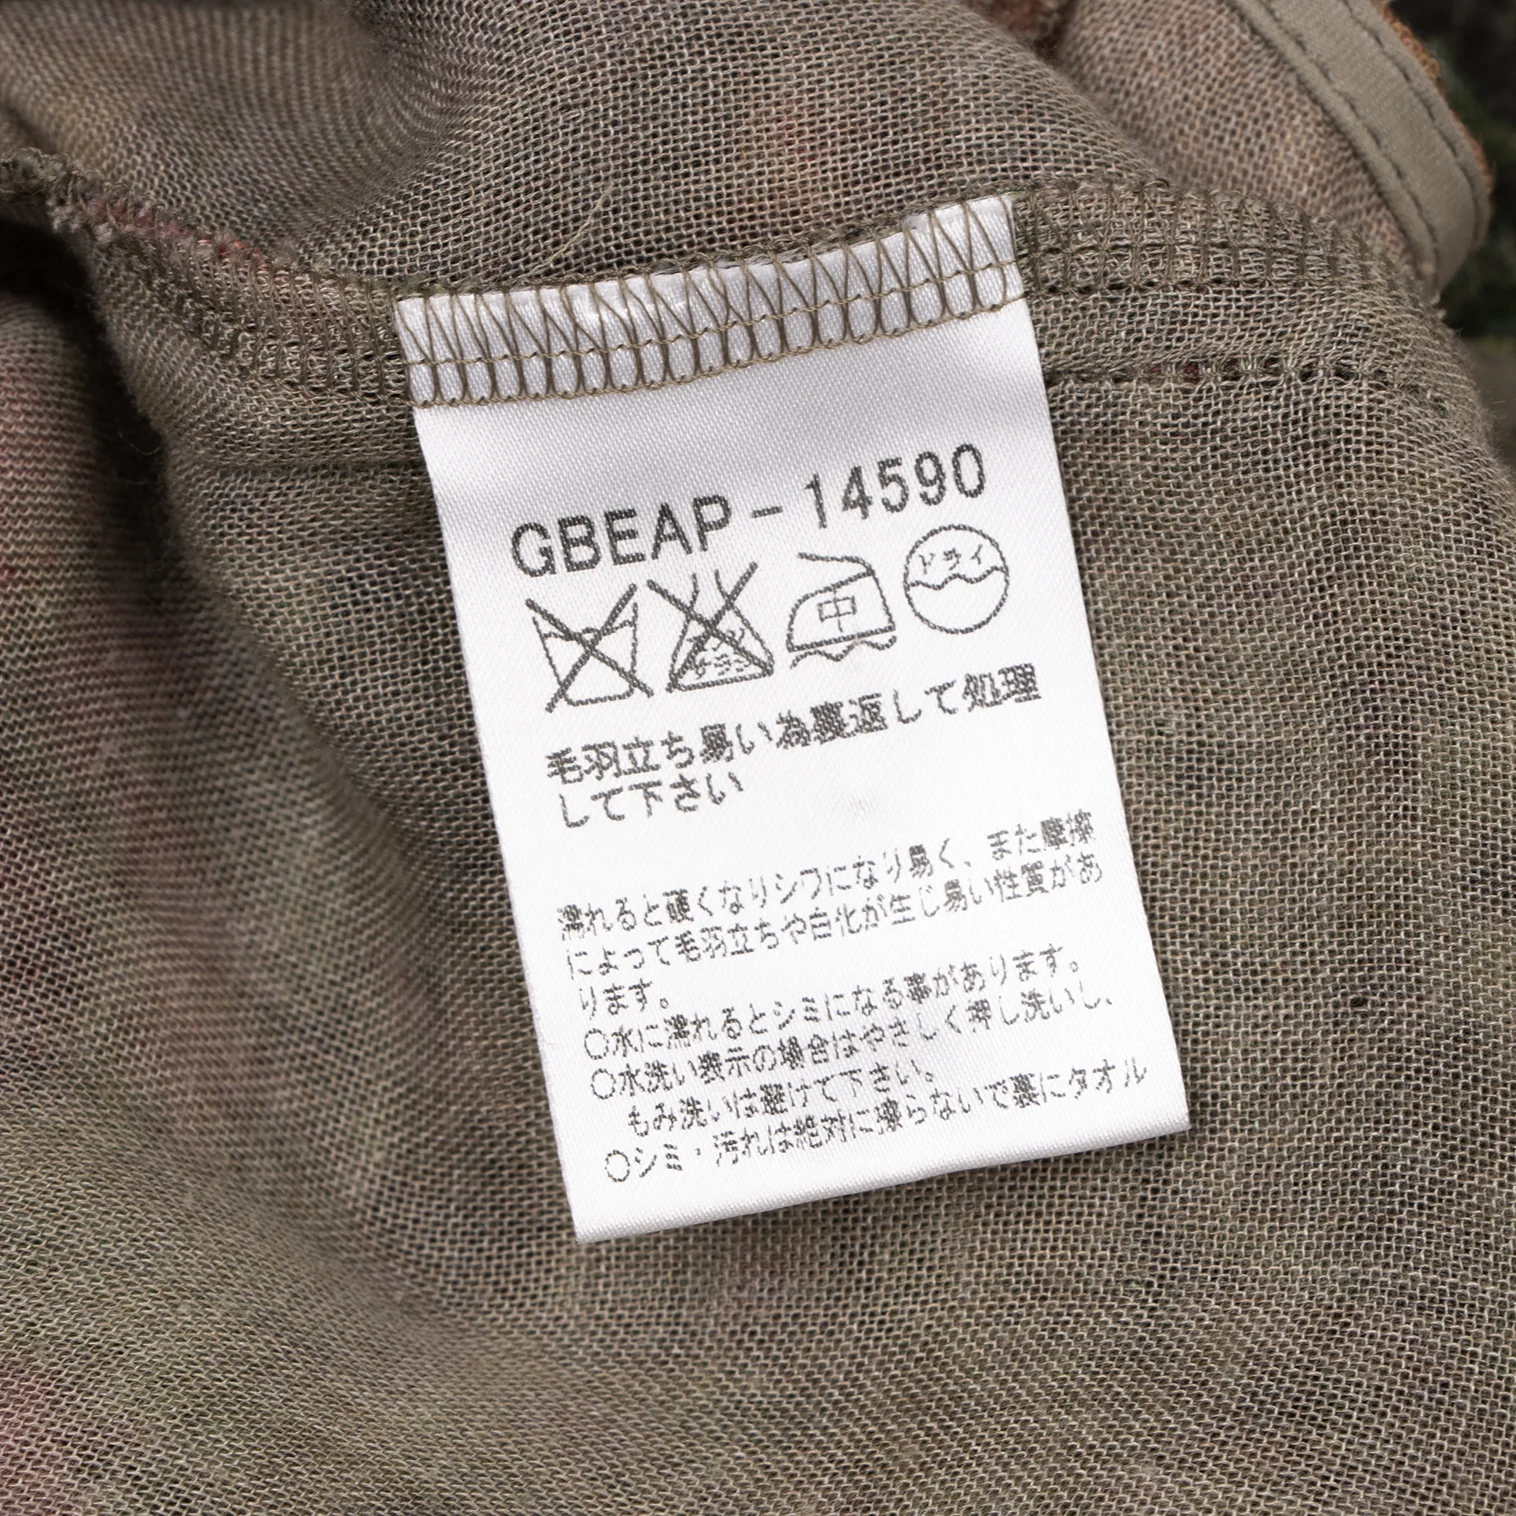 GBEAP-14590
エンソ サラシ 中 ドライ
毛羽立ち易い為裏返して処理
して下さい
濡れると硬くなりシワになり易く、また摩擦
によって毛羽立ちや白化が生じ易い性質があ
ります。
○水に濡れるとシミになる事があります。
○水洗い表示の場合はやさしく押し洗いし、
もみ洗いは避けて下さい。
○シミ・汚れは絶対に擦らないで裏にタオル